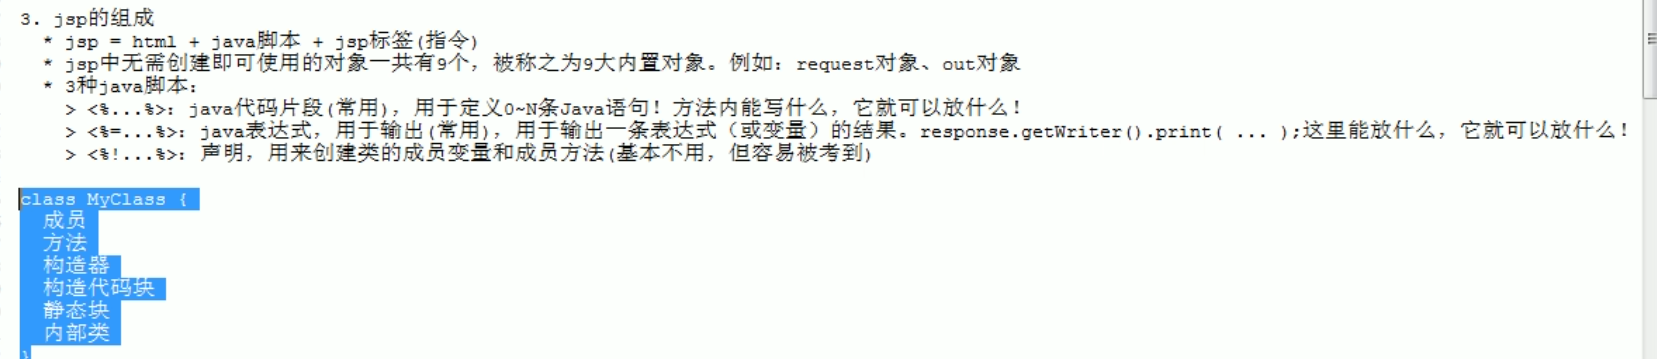 3. jsp的组成
* jsp = html + java脚本 + jsp标签(指令)
* jsp中无需创建即可使用的对象一共有9个，被称之为9大内置对象。例如：request对象、out对象
* 3种java脚本：
> <%...%>：java代码片段(常用)，用于定义0~N条Java语句！方法内能写什么，它就可以放什么！
> <%=...%>：java表达式，用于输出(常用)，用于输出一条表达式（或变量）的结果。response.getWriter().print( ... );这里能放什么，它就可以放什么！
> <%!...%>：声明，用来创建类的成员变量和成员方法(基本不用，但容易被考到)
class MyClass {
成员
方法
构造器
构造代码块
静态块
内部类
}